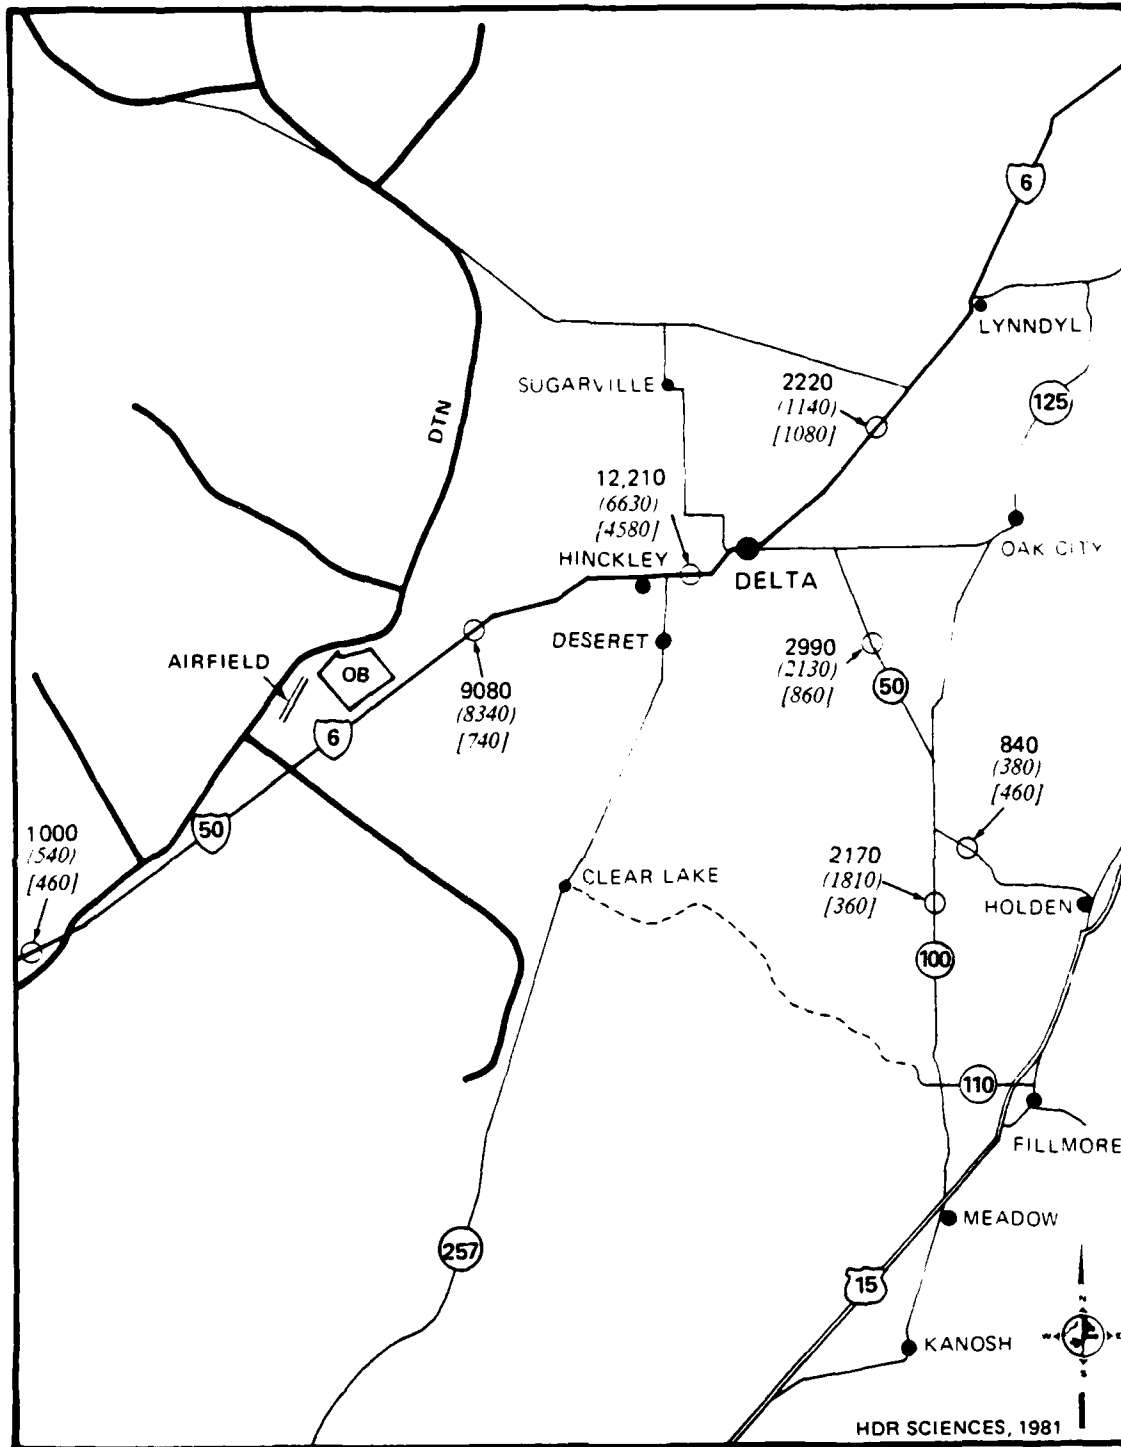 6
LYNNDYL
SUGARVILLE
2220
(1140)
[1080]
125
DTN
12,210
(6630)
[4580]
HINCKLEY
OAK CITY
DELTA
DESERET
2990
(2130)
[860]
50
AIRFIELD
OB
9080
(8340)
[740]
6
840
(380)
[460]
50
1000
(540)
[460]
2170
(1810)
[360]
CLEAR LAKE
HOLDEN
100
110
FILLMORE
MEADOW
257
15
N
W
E
S
KANOSH
HDR SCIENCES, 1981